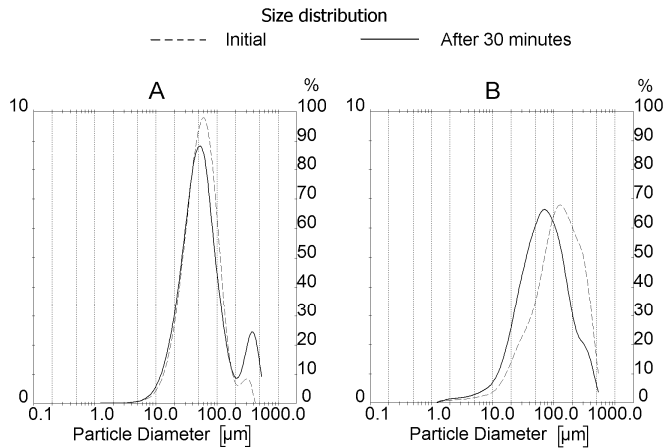 Size distribution
Initial After 30 minutes
A % B %
10 100 10 100
90 90
80 80
70 70
60 60
50 50
40 40
30 30
20 20
10 10
0 0 0 0
0.1 1.0 10.0 100.0 1000.0 0.1 1.0 10.0 100.0 1000.0
Particle Diameter [µm] Particle Diameter [µm]